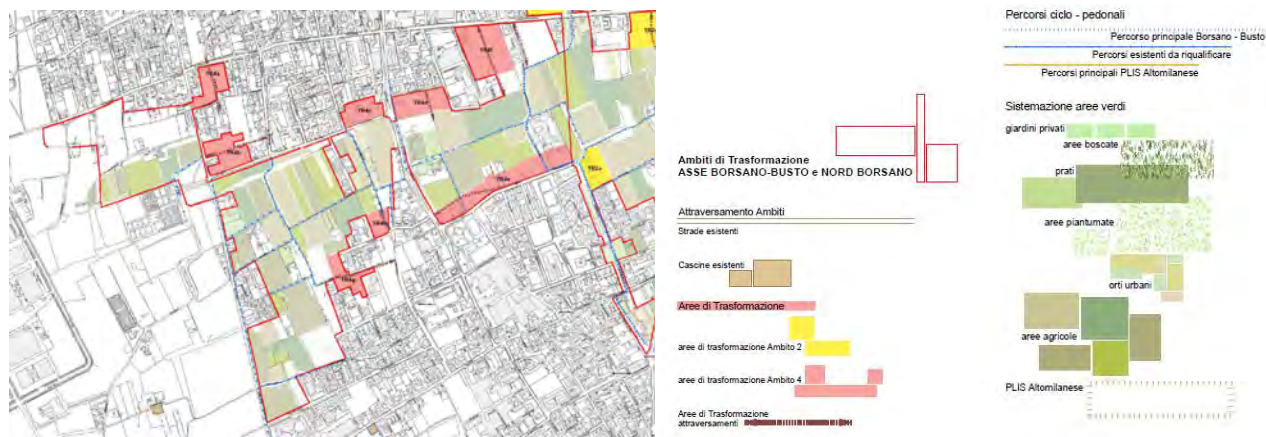 Ambiti di Trasformazione
ASSE BORSANO-BUSTO e NORD BORSANO
Attraversamento Ambiti
Strade esistenti
Cascine esistenti
Aree di Trasformazione
aree di trasformazione Ambito 2
aree di trasformazione Ambito 4
Aree di Trasformazione
attraversamenti
Percorsi ciclo - pedonali
Percorso principale Borsano - Busto
Percorsi esistenti da riqualificare
Percorsi principali PLIS Altomilanese
Sistemazione aree verdi
giardini privati
aree boscate
prati
aree piantumate
orti urbani
aree agricole
PLIS Altomilanese